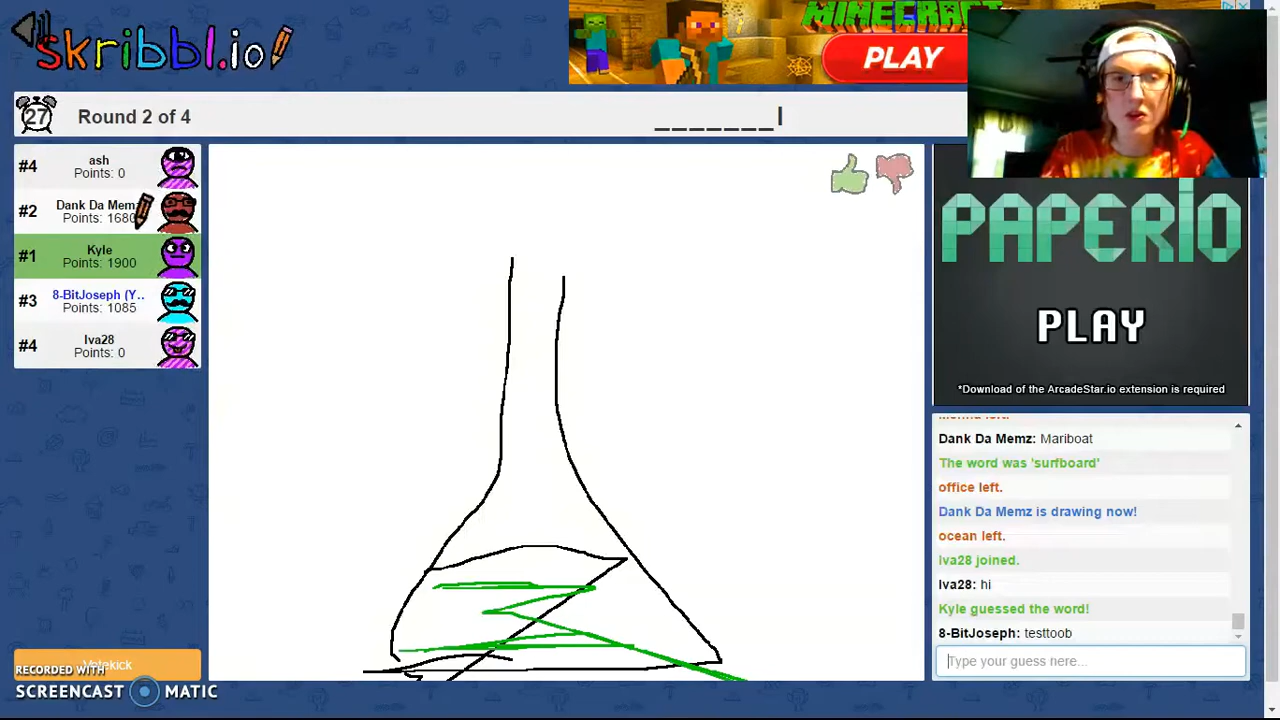 skribbl.io
MINECRAFT
PLAY
27
Round 2 of 4
_______l
#4 ash
Points: 0
#2 Dank Da Memz
Points: 1680
#1 Kyle
Points: 1900
#3 8-BitJoseph (Y..
Points: 1085
#4 Iva28
Points: 0
PAPERIO
PLAY
*Download of the ArcadeStar.io extension is required
Dank Da Memz: Mariboat
The word was 'surfboard'
office left.
Dank Da Memz is drawing now!
ocean left.
Iva28 joined.
Iva28: hi
Kyle guessed the word!
8-BitJoseph: testtoob
Type your guess here...
Votekick
RECORDED WITH
SCREENCAST MATIC